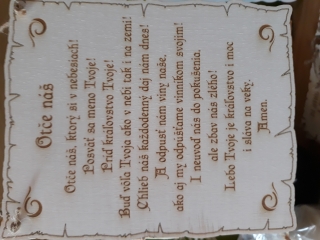 Otče náš
Otče náš, ktorý si v nebesiach!
Posväť sa meno Tvoje!
Príď kráľovstvo Tvoje!
Buď vôľa Tvoja ako v nebi tak i na zemi!
Chlieb náš každodenný daj nám dnes!
A odpusť nám viny naše,
ako aj my odpúšťame vinníkom svojim!
I neuvoď nás do pokušenia,
ale zbav nás zlého!
Lebo Tvoje je kráľovstvo i moc
i sláva na veky.
Amen.